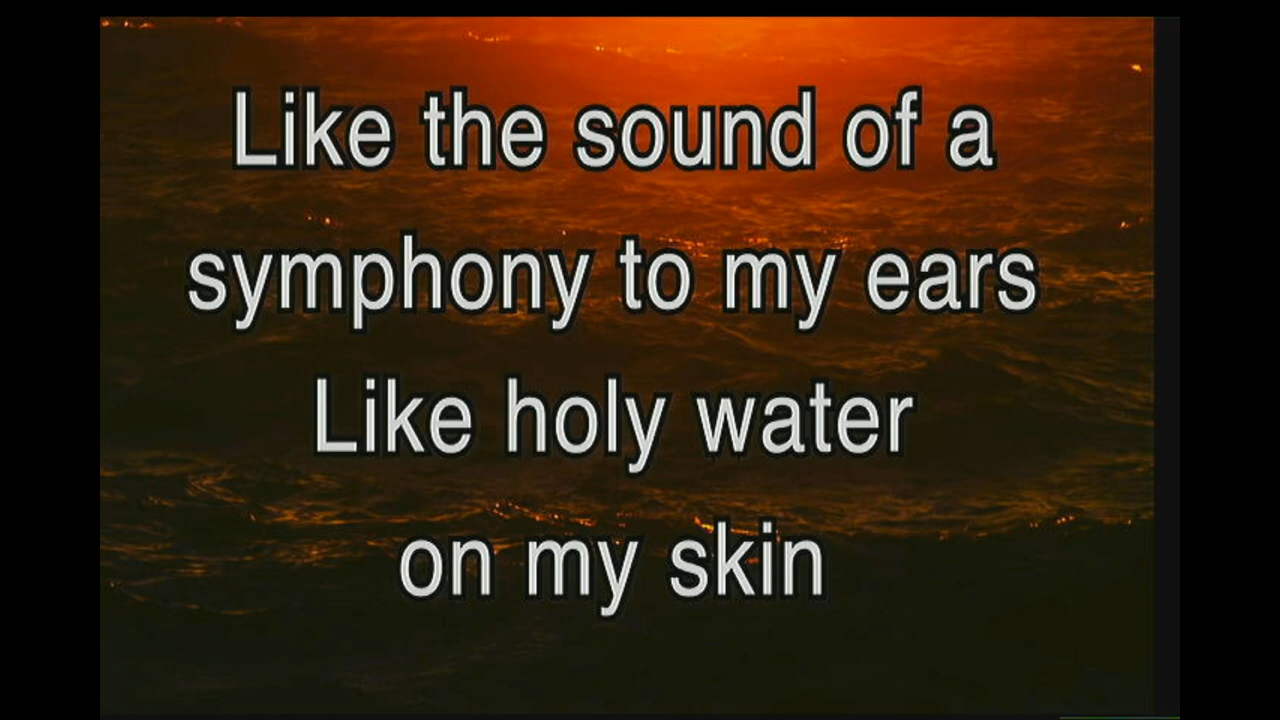 Like the sound of a
symphony to my ears
Like holy water
on my skin